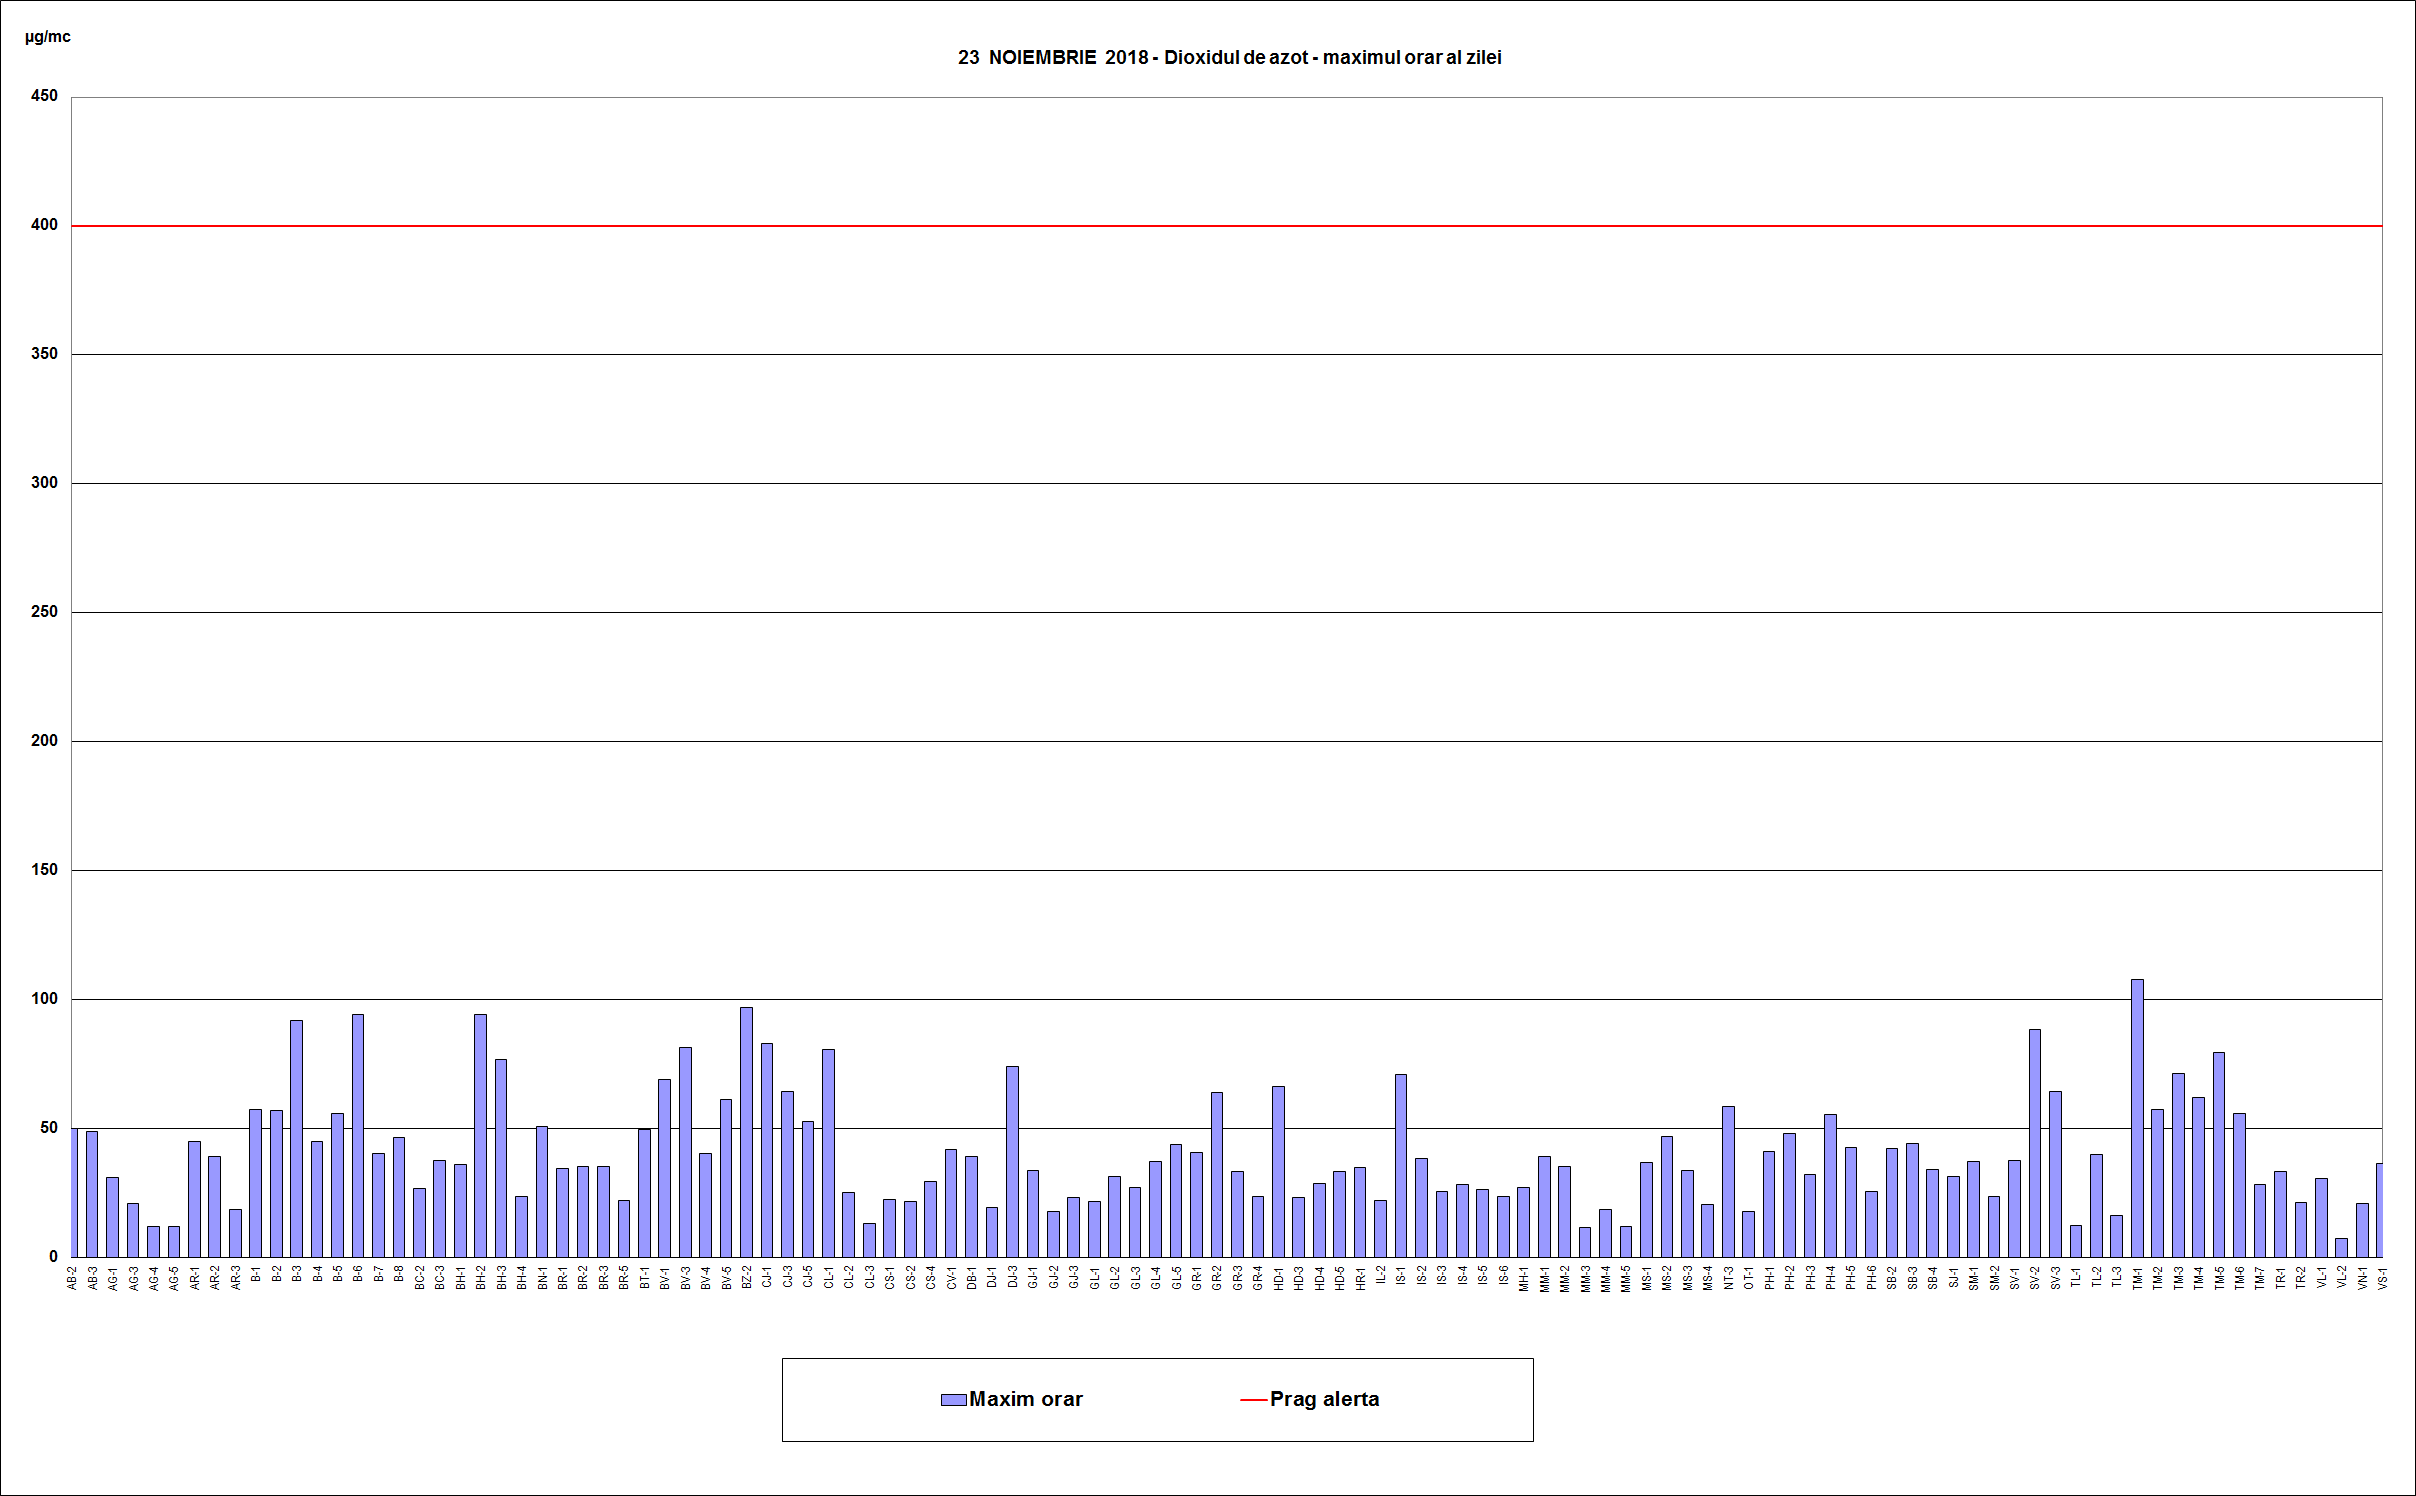 µg/mc
23 NOIEMBRIE 2018 - Dioxidul de azot - maximul orar al zilei
450
400
350
300
250
200
150
100
50
0
AB-2 AB-3 AG-1 AG-3 AG-4 AG-5 AR-1 AR-2 AR-3 B-1 B-2 B-3 B-4 B-5 B-6 B-7 B-8 BC-2 BC-3 BH-1 BH-2 BH-3 BH-4 BN-1 BR-1 BR-2 BR-3 BR-5 BT-1 BV-1 BV-3 BV-4 BV-5 BZ-2 CJ-1 CJ-3 CJ-5 CL-1 CL-2 CL-3 CS-1 CS-2 CS-4 CV-1 DB-1 DJ-1 DJ-3 GJ-1 GJ-2 GJ-3 GL-1 GL-2 GL-3 GL-4 GL-5 GR-1 GR-2 GR-3 GR-4 HD-1 HD-3 HD-4 HD-5 HR-1 IL-2 IS-1 IS-2 IS-3 IS-4 IS-5 IS-6 MH-1 MM-1 MM-2 MM-3 MM-4 MM-5 MS-1 MS-2 MS-3 MS-4 NT-3 OT-1 PH-1 PH-2 PH-3 PH-4 PH-5 PH-6 SB-2 SB-3 SB-4 SJ-1 SM-1 SM-2 SV-1 SV-2 SV-3 TL-1 TL-2 TL-3 TM-1 TM-2 TM-3 TM-4 TM-5 TM-6 TM-7 TR-1 TR-2 VL-1 VL-2 VN-1 VS-1
Maxim orar Prag alerta